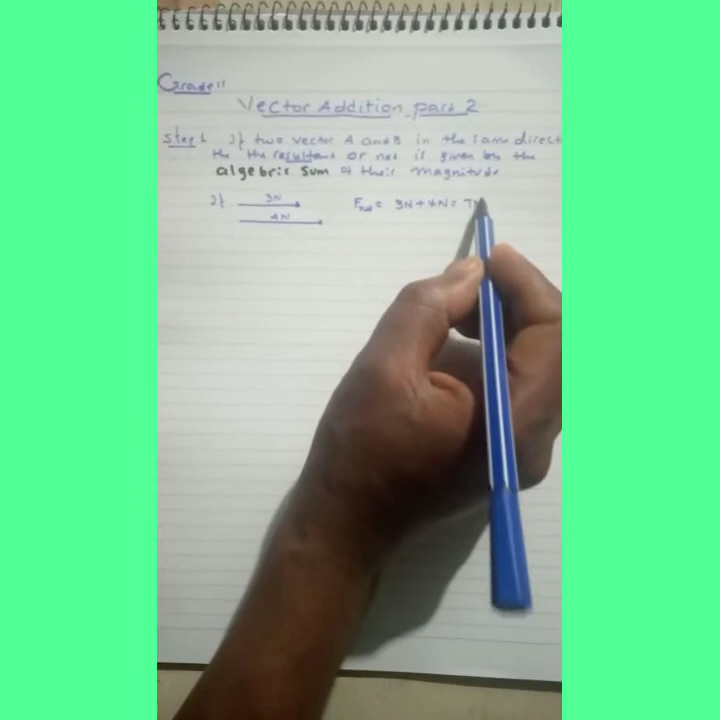 Grade 11
Vector Addition part 2
Step 1 If two vector A and B in the same direct
the the resultant or net is given by the
algebric sum of their magnitude
If 3N
4N
Fnet = 3N + 4N = 7N